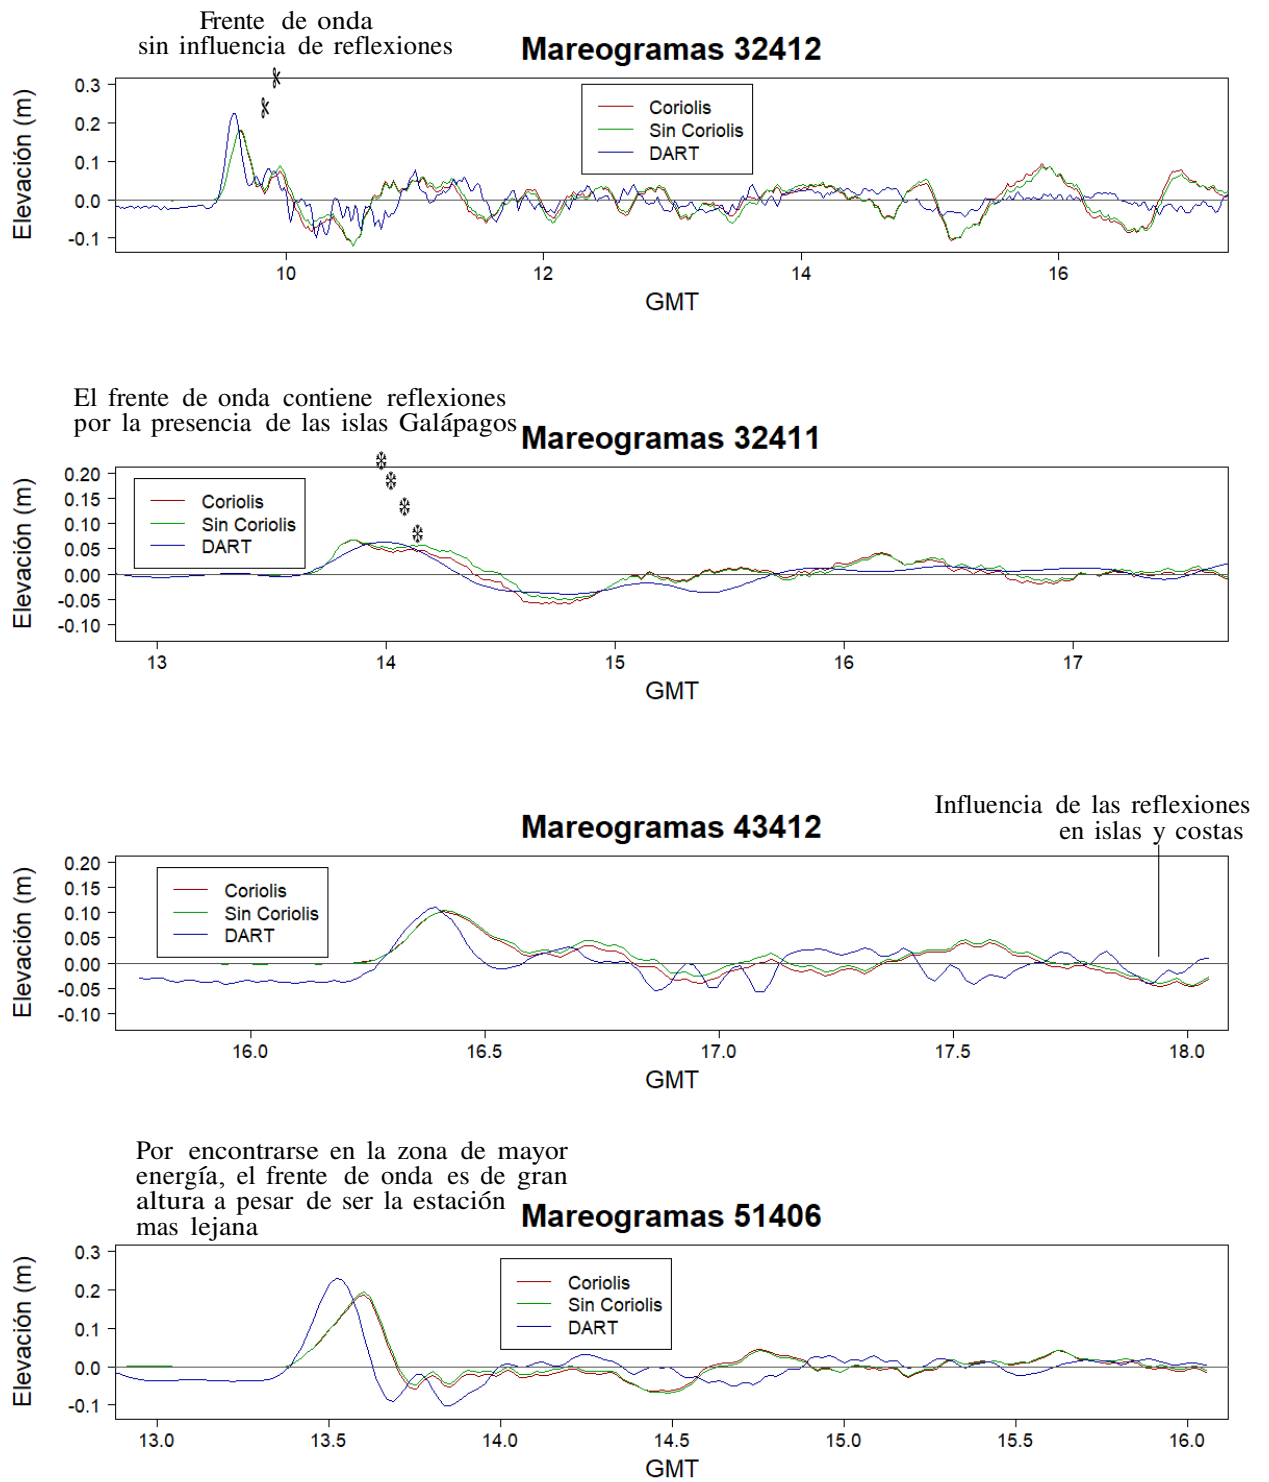 Frente de onda
sin influencia de reflexiones
Mareogramas 32412
Elevación (m)
0.3
0.2
0.1
0.0
-0.1
Coriolis
Sin Coriolis
DART
10
12
14
16
GMT
El frente de onda contiene reflexiones
por la presencia de las islas Galápagos
Mareogramas 32411
Elevación (m)
0.20
0.15
0.10
0.05
0.00
-0.05
-0.10
Coriolis
Sin Coriolis
DART
13
14
15
16
17
GMT
Influencia de las reflexiones
en islas y costas
Mareogramas 43412
Elevación (m)
0.20
0.15
0.10
0.05
0.00
-0.05
-0.10
Coriolis
Sin Coriolis
DART
16.0
16.5
17.0
17.5
18.0
GMT
Por encontrarse en la zona de mayor
energía, el frente de onda es de gran
altura a pesar de ser la estación
mas lejana
Mareogramas 51406
Elevación (m)
0.3
0.2
0.1
0.0
-0.1
Coriolis
Sin Coriolis
DART
13.0
13.5
14.0
14.5
15.0
15.5
16.0
GMT